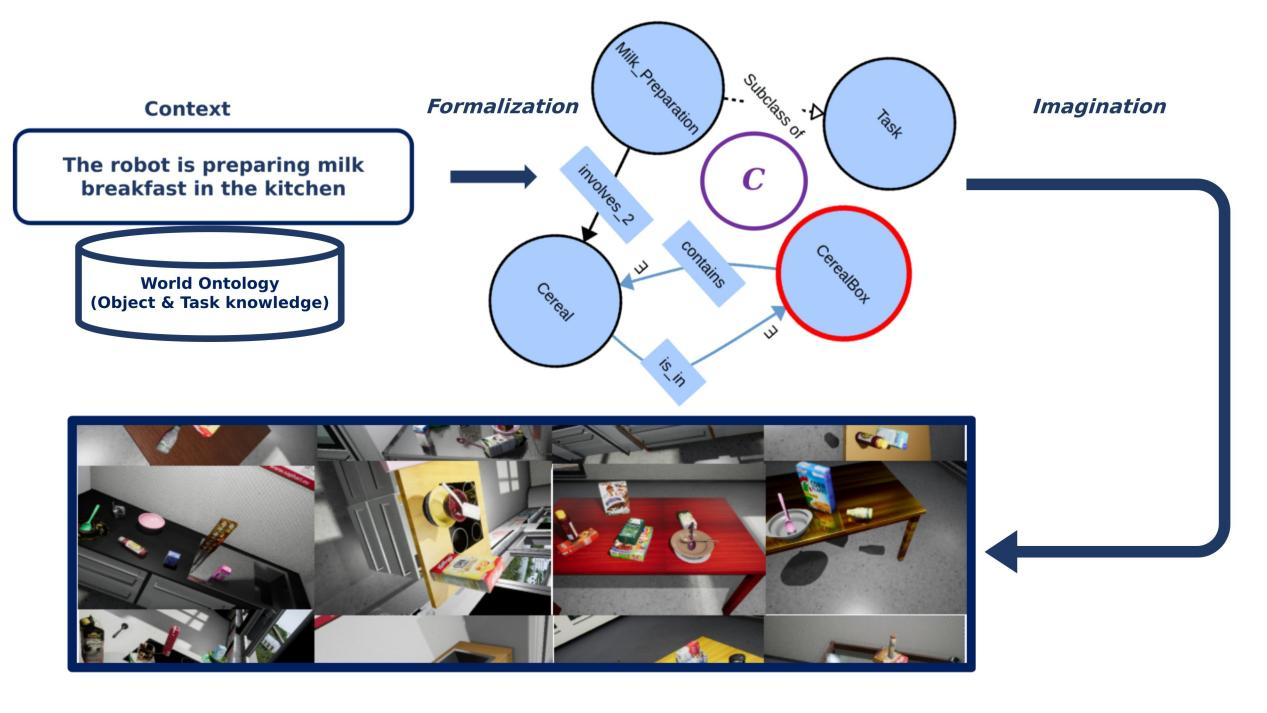 Context
The robot is preparing milk
breakfast in the kitchen
World Ontology
(Object & Task knowledge)
Formalization
Milk_Preparation
Subclass of
Task
C
involves_2
contains
∃
Cereal
CerealBox
∃
is_in
Imagination